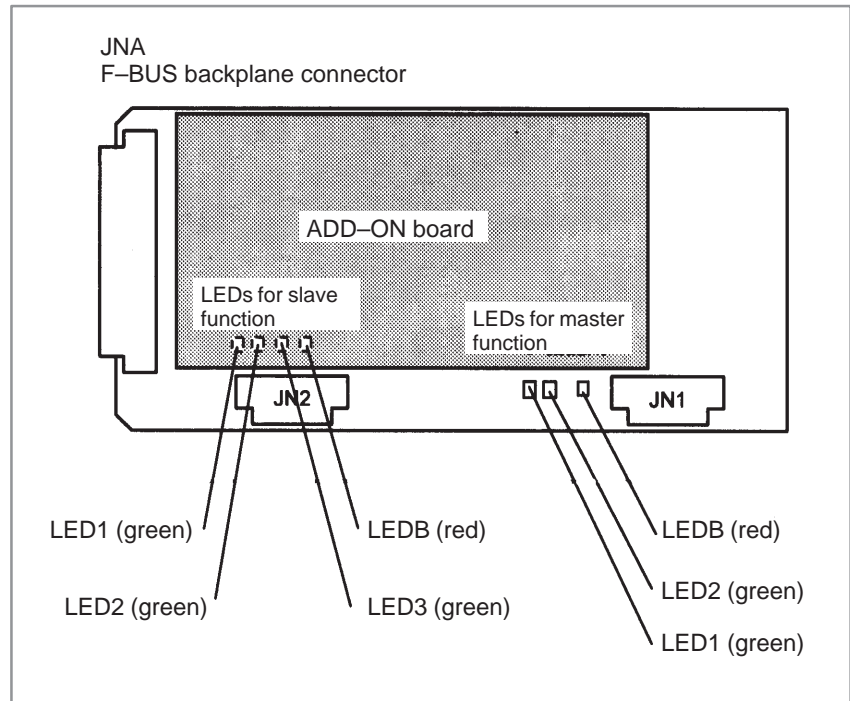 JNA
F–BUS backplane connector
ADD–ON board
LEDs for slave
function
LEDs for master
function
JN2
JN1
LED1 (green)
LEDB (red)
LEDB (red)
LED2 (green)
LED3 (green)
LED2 (green)
LED1 (green)